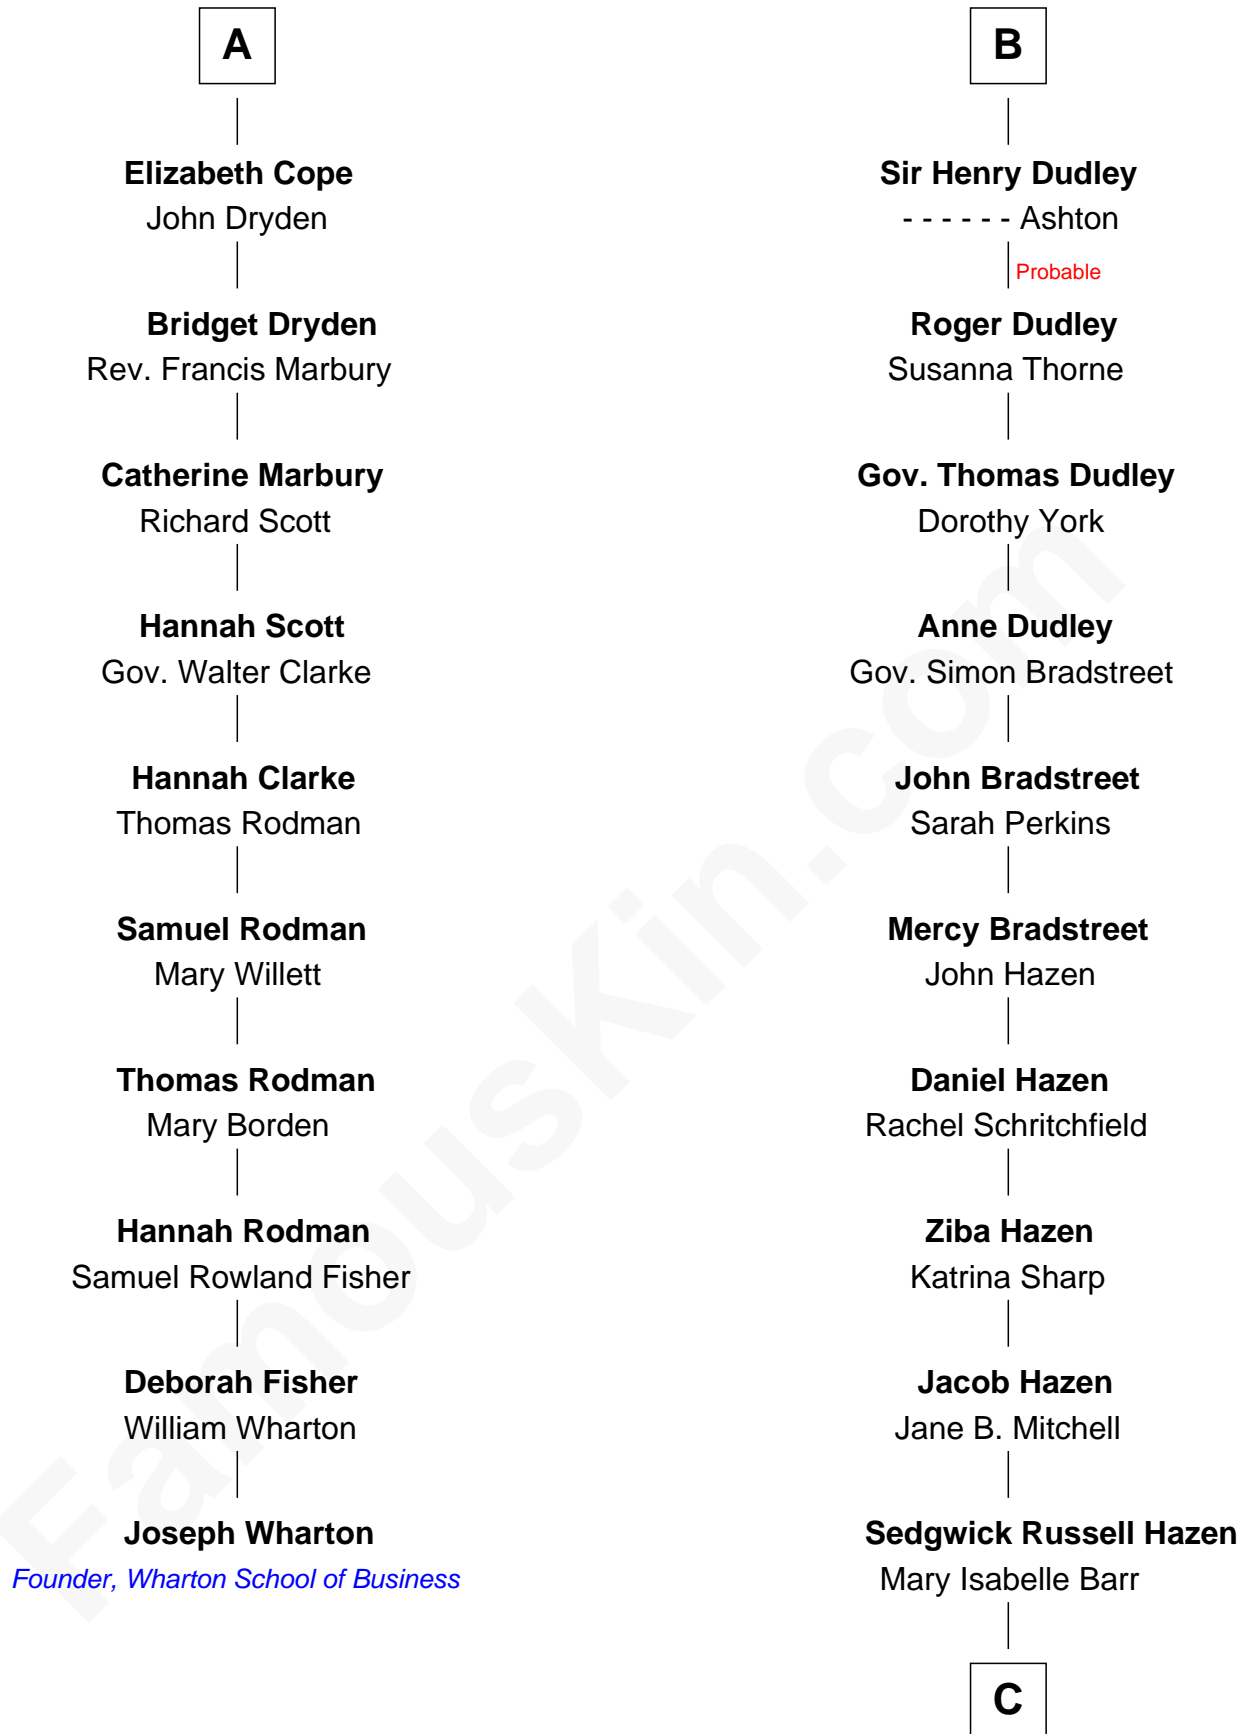 A
Elizabeth Cope
John Dryden
Bridget Dryden
Rev. Francis Marbury
Catherine Marbury
Richard Scott
Hannah Scott
Gov. Walter Clarke
Hannah Clarke
Thomas Rodman
Samuel Rodman
Mary Willett
Thomas Rodman
Mary Borden
Hannah Rodman
Samuel Rowland Fisher
Deborah Fisher
William Wharton
Joseph Wharton
Founder, Wharton School of Business
B
Sir Henry Dudley
- - - - - - Ashton
Probable
Roger Dudley
Susanna Thorne
Gov. Thomas Dudley
Dorothy York
Anne Dudley
Gov. Simon Bradstreet
John Bradstreet
Sarah Perkins
Mercy Bradstreet
John Hazen
Daniel Hazen
Rachel Schritchfield
Ziba Hazen
Katrina Sharp
Jacob Hazen
Jane B. Mitchell
Sedgwick Russell Hazen
Mary Isabelle Barr
C
FamousKin.com